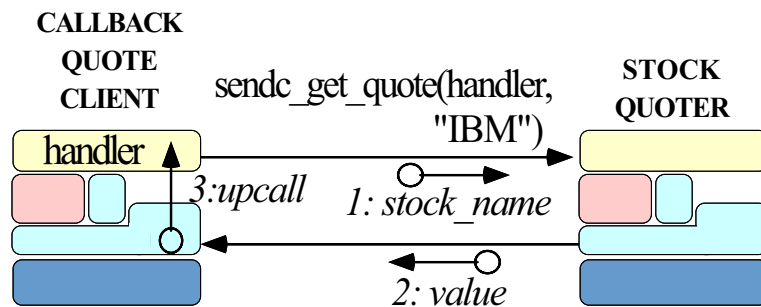 CALLBACK
QUOTE
CLIENT
sendc_get_quote(handler,
"IBM")
STOCK
QUOTER
handler
3:upcall
1: stock_name
2: value